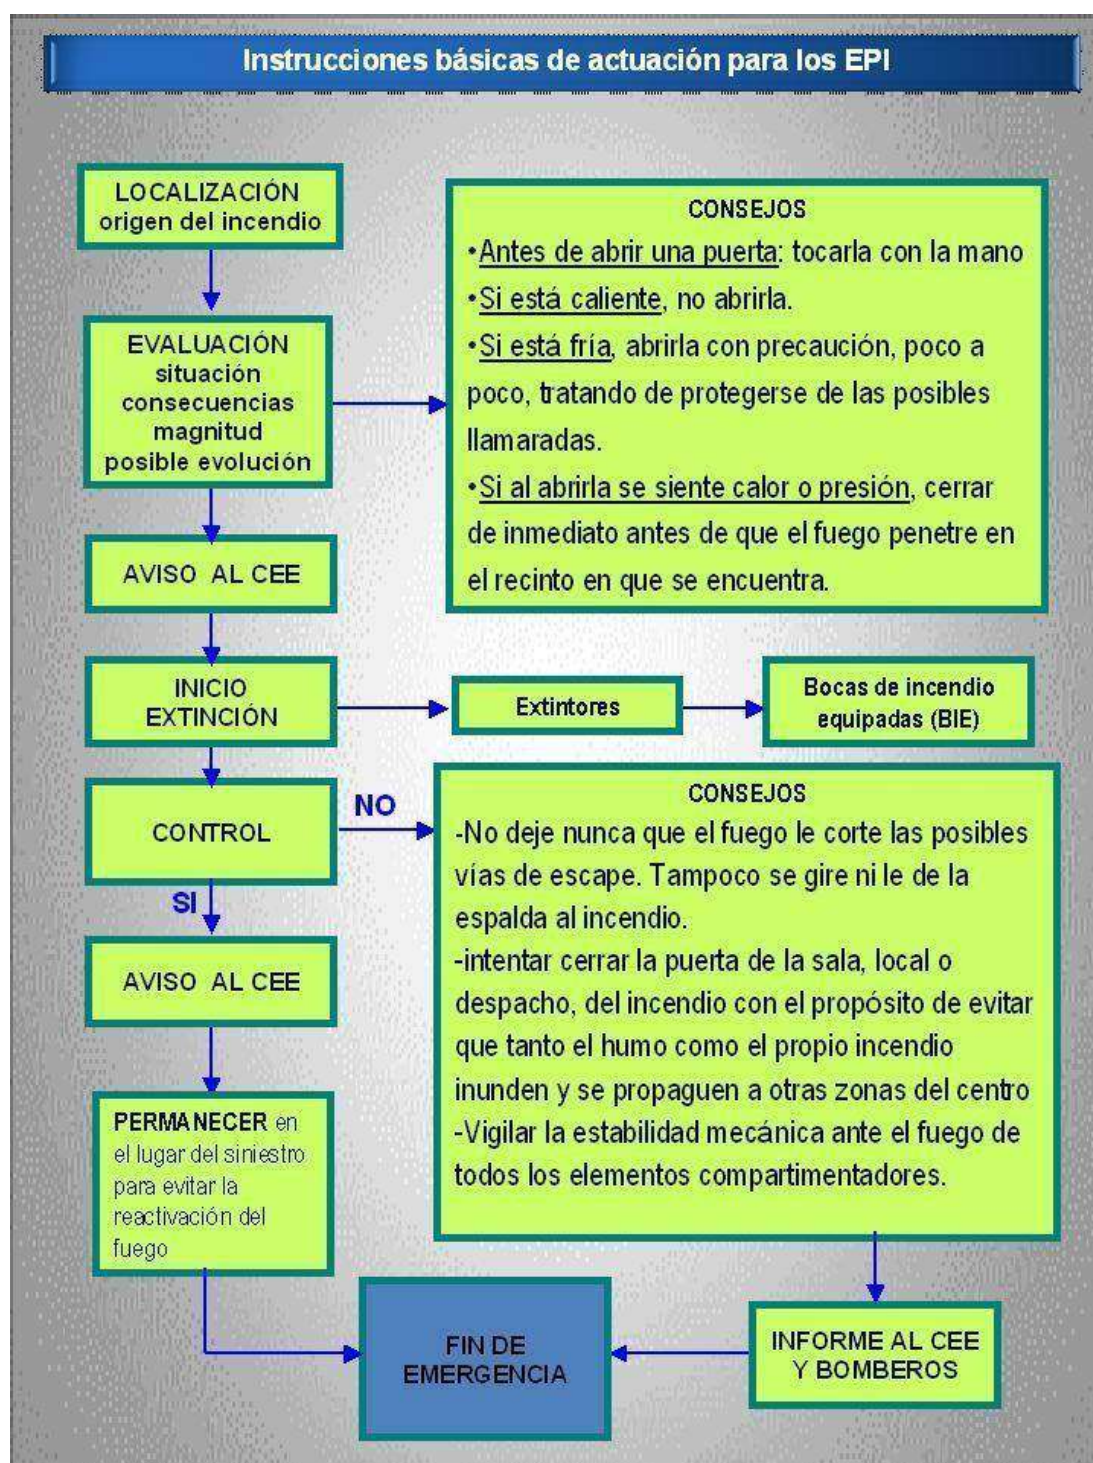 Instrucciones básicas de actuación para los EPI
LOCALIZACIÓN
origen del incendio
EVALUACIÓN
situación
consecuencias
magnitud
posible evolución
CONSEJOS
•Antes de abrir una puerta: tocarla con la mano
•Si está caliente, no abrirla.
•Si está fría, abrirla con precaución, poco a
poco, tratando de protegerse de las posibles
llamaradas.
•Si al abrirla se siente calor o presión, cerrar
de inmediato antes de que el fuego penetre en
el recinto en que se encuentra.
AVISO AL CEE
INICIO
EXTINCIÓN
Extintores
Bocas de incendio
equipadas (BIE)
CONTROL
NO
CONSEJOS
-No deje nunca que el fuego le corte las posibles
vías de escape. Tampoco se gire ni le de la
espalda al incendio.
-intentar cerrar la puerta de la sala, local o
despacho, del incendio con el propósito de evitar
que tanto el humo como el propio incendio
inunden y se propaguen a otras zonas del centro
-Vigilar la estabilidad mecánica ante el fuego de
todos los elementos compartimentadores.
SI
AVISO AL CEE
PERMANECER en
el lugar del siniestro
para evitar la
reactivación del
fuego
FIN DE
EMERGENCIA
INFORME AL CEE
Y BOMBEROS